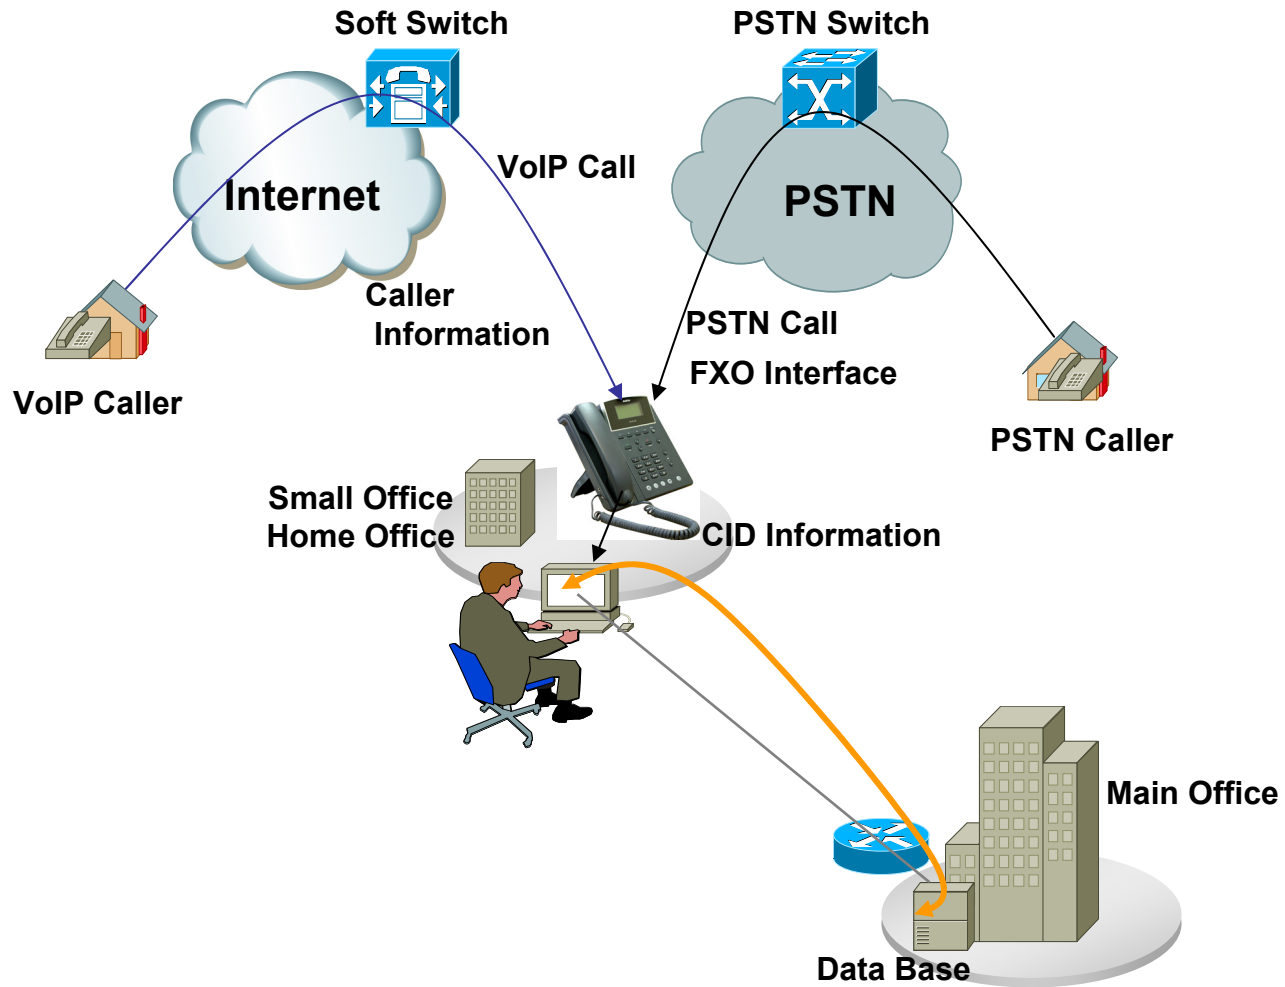 Soft Switch
PSTN Switch
VoIP Call
Internet
PSTN
Caller
Information
PSTN Call
FXO Interface
VoIP Caller
PSTN Caller
Small Office
Home Office
CID Information
Main Office
Data Base